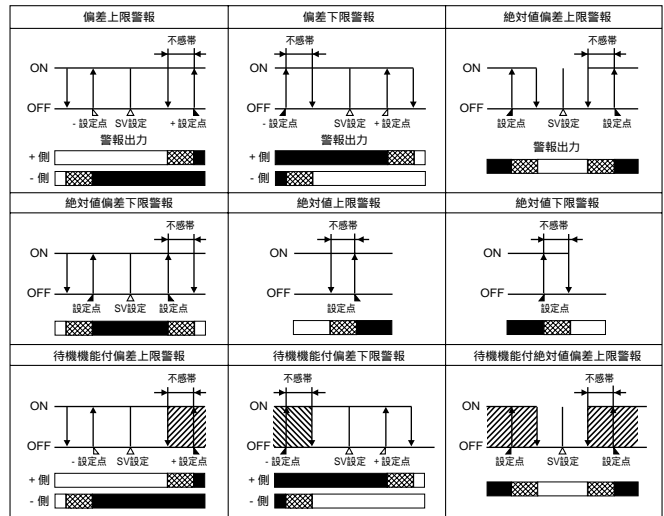 偏差上限警報
不感帯
ON
OFF
- 設定点 SV設定 + 設定点
警報出力
+ 側
- 側
偏差下限警報
不感帯
ON
OFF
- 設定点 SV設定 + 設定点
警報出力
+ 側
- 側
絶対値偏差上限警報
不感帯
ON
OFF
設定点 SV設定 設定点
警報出力
絶対値偏差下限警報
不感帯
ON
OFF
設定点 SV設定 設定点
絶対値上限警報
不感帯
ON
OFF
設定点
絶対値下限警報
不感帯
ON
OFF
設定点
待機機能付偏差上限警報
不感帯
ON
OFF
- 設定点 SV設定 + 設定点
+ 側
- 側
待機機能付偏差下限警報
不感帯
ON
OFF
- 設定点 SV設定 + 設定点
+ 側
- 側
待機機能付絶対値偏差上限警報
不感帯
ON
OFF
設定点 SV設定 設定点